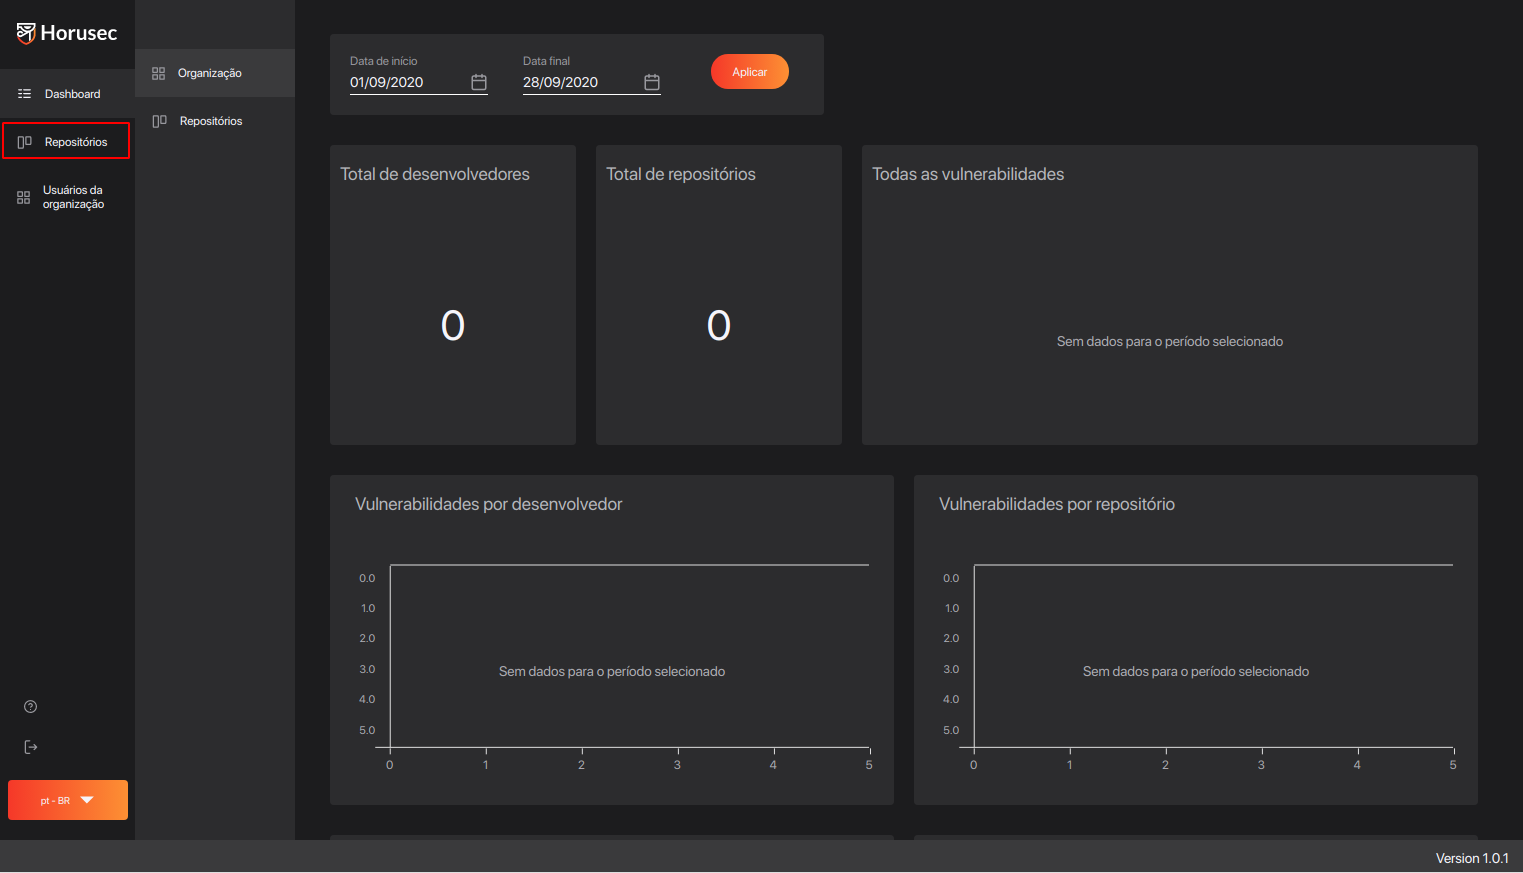 Horusec
Dashboard
Repositórios
Usuários da
organização
pt - BR
Organização
Repositórios
Data de início
01/09/2020
Data final
28/09/2020
Aplicar
Total de desenvolvedores
0
Total de repositórios
0
Todas as vulnerabilidades
Sem dados para o período selecionado
Vulnerabilidades por desenvolvedor
0.0
1.0
2.0
3.0
4.0
5.0
Sem dados para o período selecionado
0 1 2 3 4 5
Vulnerabilidades por repositório
0.0
1.0
2.0
3.0
4.0
5.0
Sem dados para o período selecionado
0 1 2 3 4 5
Version 1.0.1